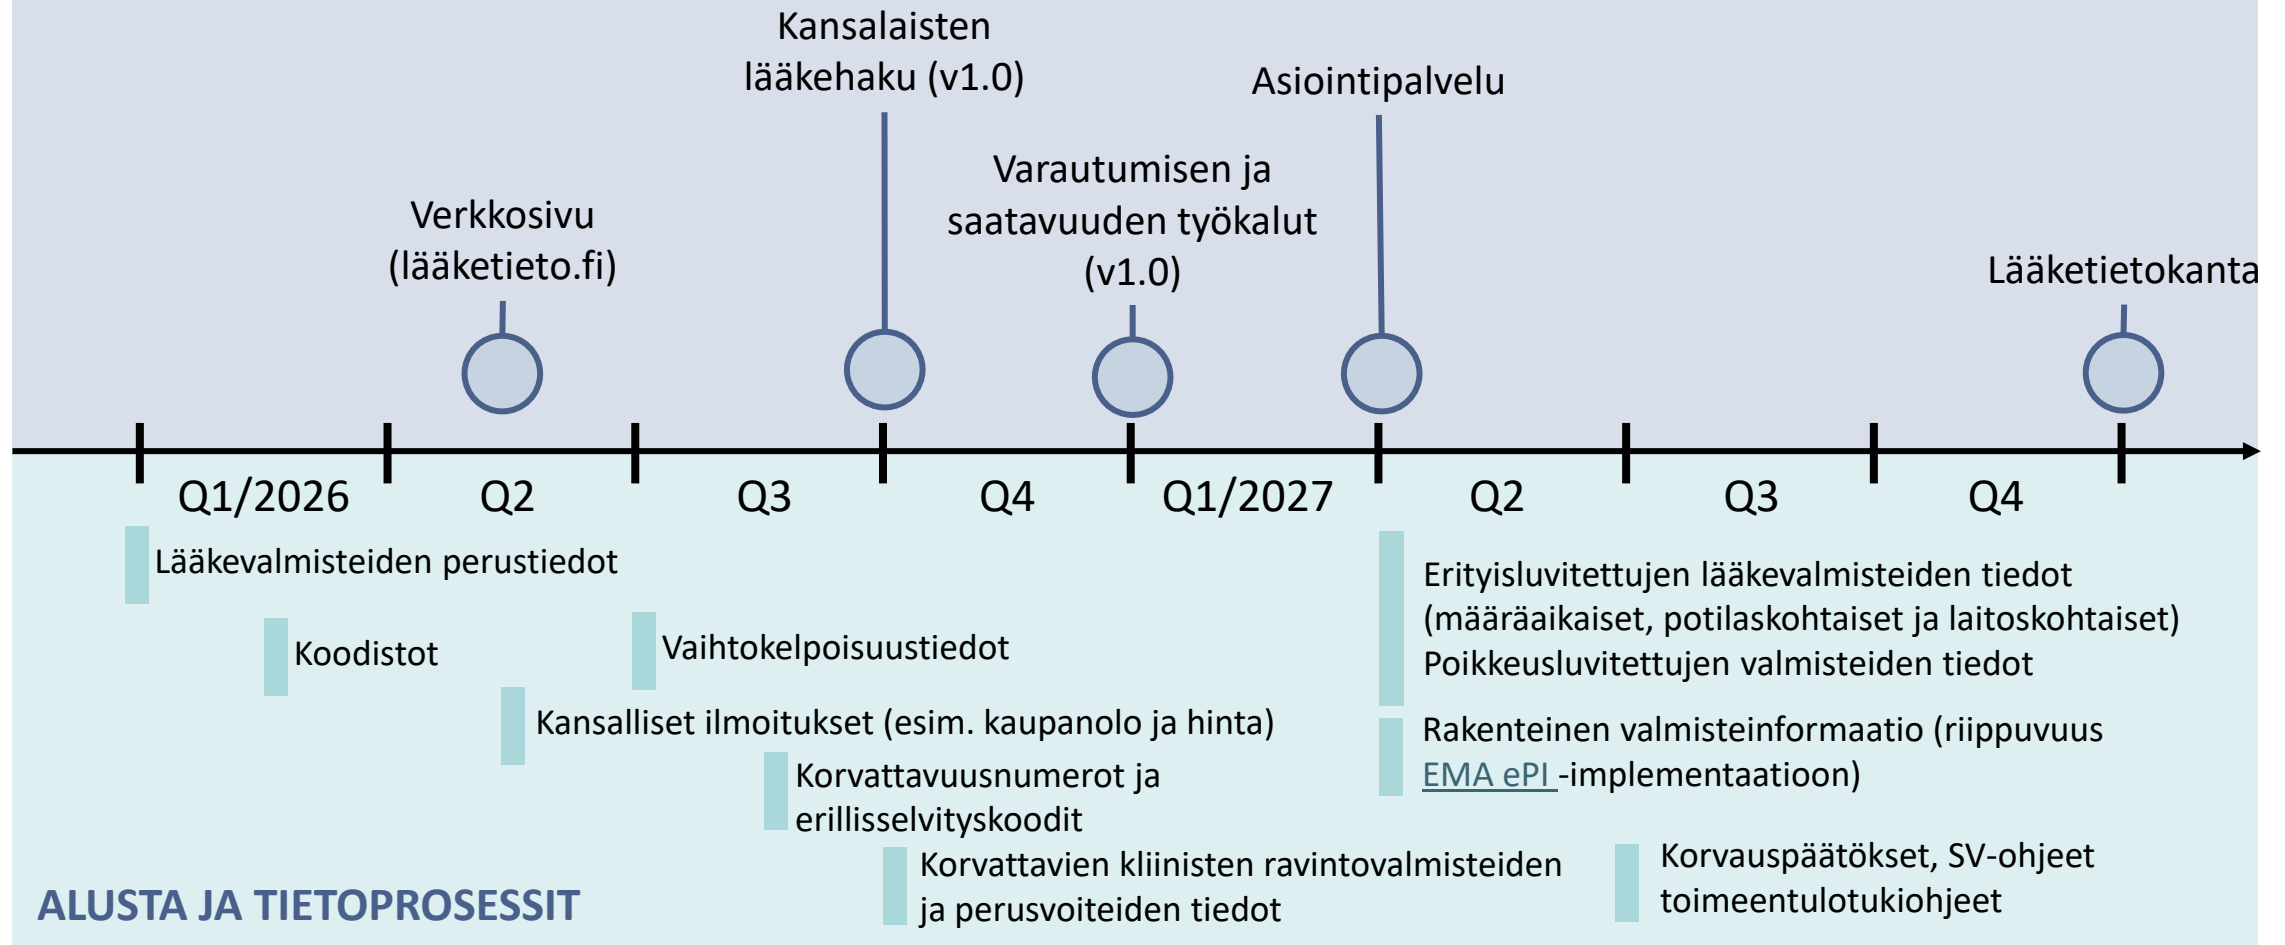 Kansalaisten
lääkehaku (v1.0)
Asiointipalvelu
Varautumisen ja
saatavuuden työkalut
(v1.0)
Verkkosivu
(lääketieto.fi)
Lääketietokanta
Q1/2026
Q2
Q3
Q4
Q1/2027
Q2
Q3
Q4
Lääkevalmisteiden perustiedot
Koodistot
Vaihtokelpoisuustiedot
Kansalliset ilmoitukset (esim. kaupanolo ja hinta)
Korvattavuusnumerot ja
erillisselvityskoodit
Korvattavien kliinisten ravintovalmisteiden
ja perusvoiteiden tiedot
Erityisluvitettujen lääkevalmisteiden tiedot
(määräaikaiset, potilaskohtaiset ja laitoskohtaiset)
Poikkeusluvitettujen valmisteiden tiedot
Rakenteinen valmisteinformaatio (riippuvuus
EMA ePI -implementaatioon)
Korvauspäätökset, SV-ohjeet
toimeentulotukiohjeet
ALUSTA JA TIETOPROSESSIT